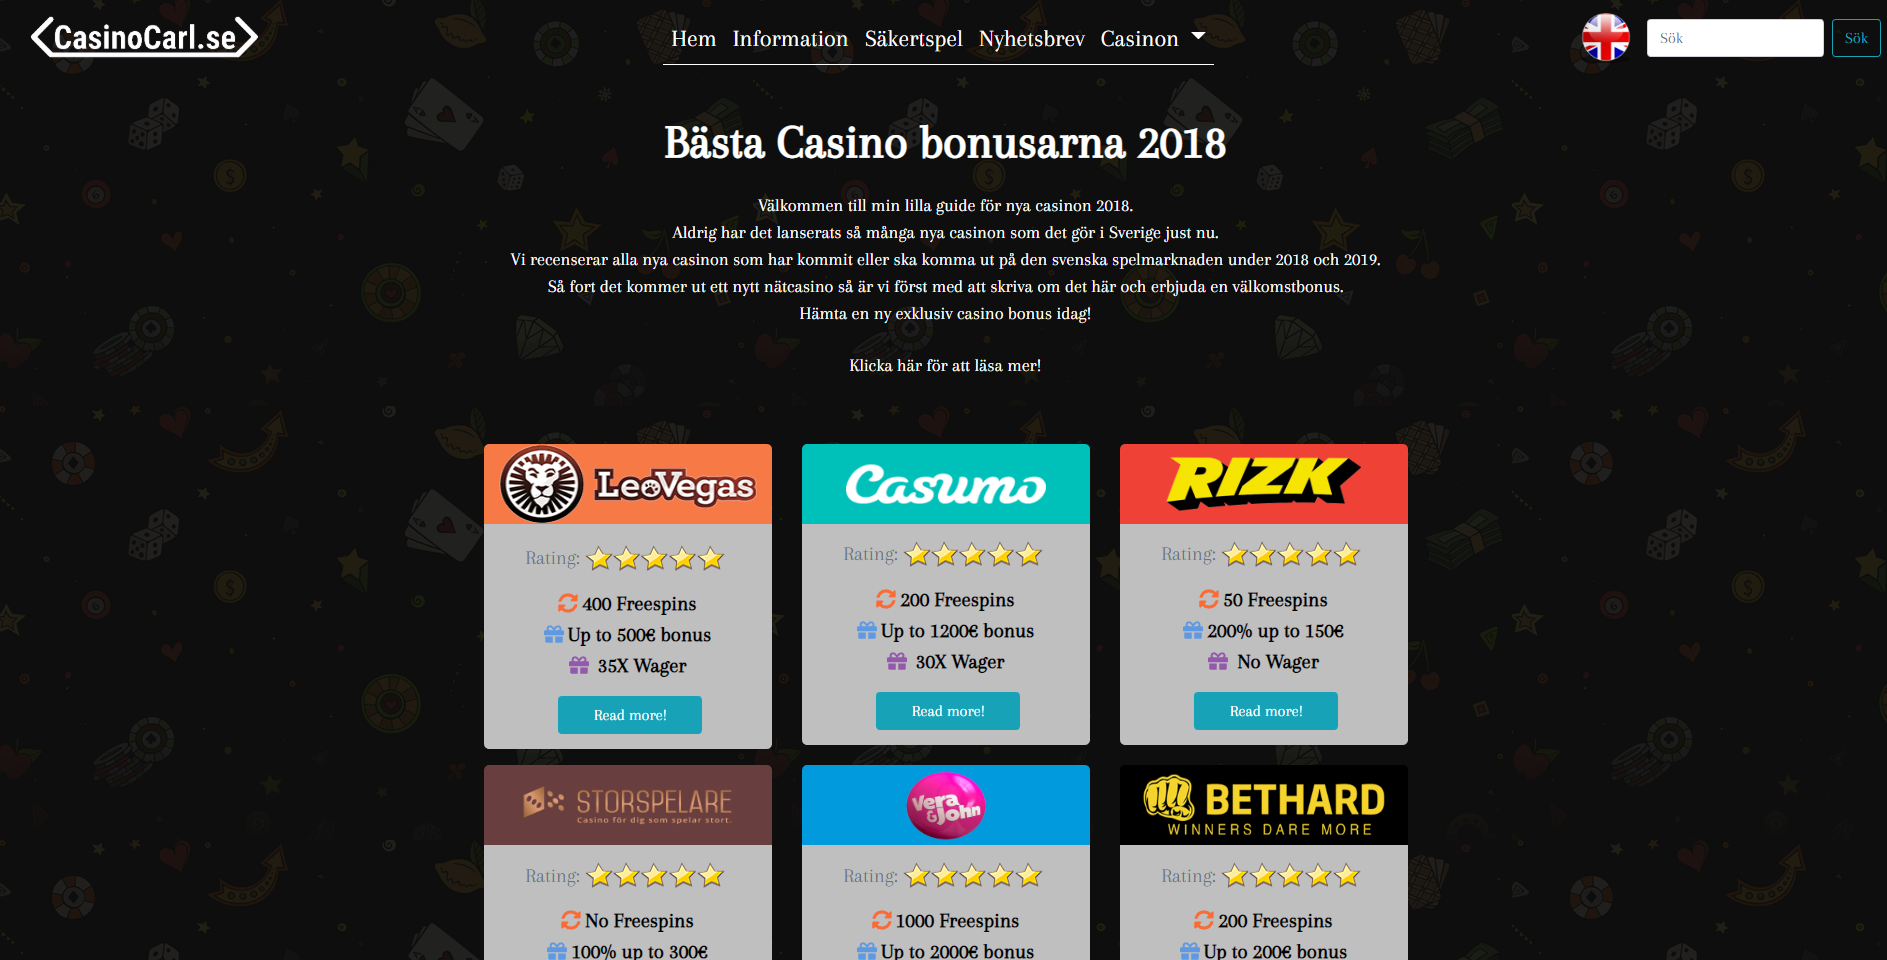 CasinoCarl.se
Hem Information Säkertspel Nyhetsbrev Casinon
Sök Sök
Bästa Casino bonusarna 2018
Välkommen till min lilla guide för nya casinon 2018.
Aldrig har det lanserats så många nya casinon som det gör i Sverige just nu.
Vi recenserar alla nya casinon som har kommit eller ska komma ut på den svenska spelmarknaden under 2018 och 2019.
Så fort det kommer ut ett nytt nätcasino så är vi först med att skriva om det här och erbjuda en välkomstbonus.
Hämta en ny exklusiv casino bonus idag!
Klicka här för att läsa mer!
LeoVegas
Rating:
400 Freespins
Up to 500€ bonus
35X Wager
Read more!
Casumo
Rating:
200 Freespins
Up to 1200€ bonus
30X Wager
Read more!
RIZK
Rating:
50 Freespins
200% up to 150€
No Wager
Read more!
STORSPELARE
Casino för dig som spelar stort.
Rating:
No Freespins
100% up to 300€
Vera
&John
Rating:
1000 Freespins
Up to 2000€ bonus
BETHARD
WINNERS DARE MORE
Rating:
200 Freespins
Up to 200€ bonus